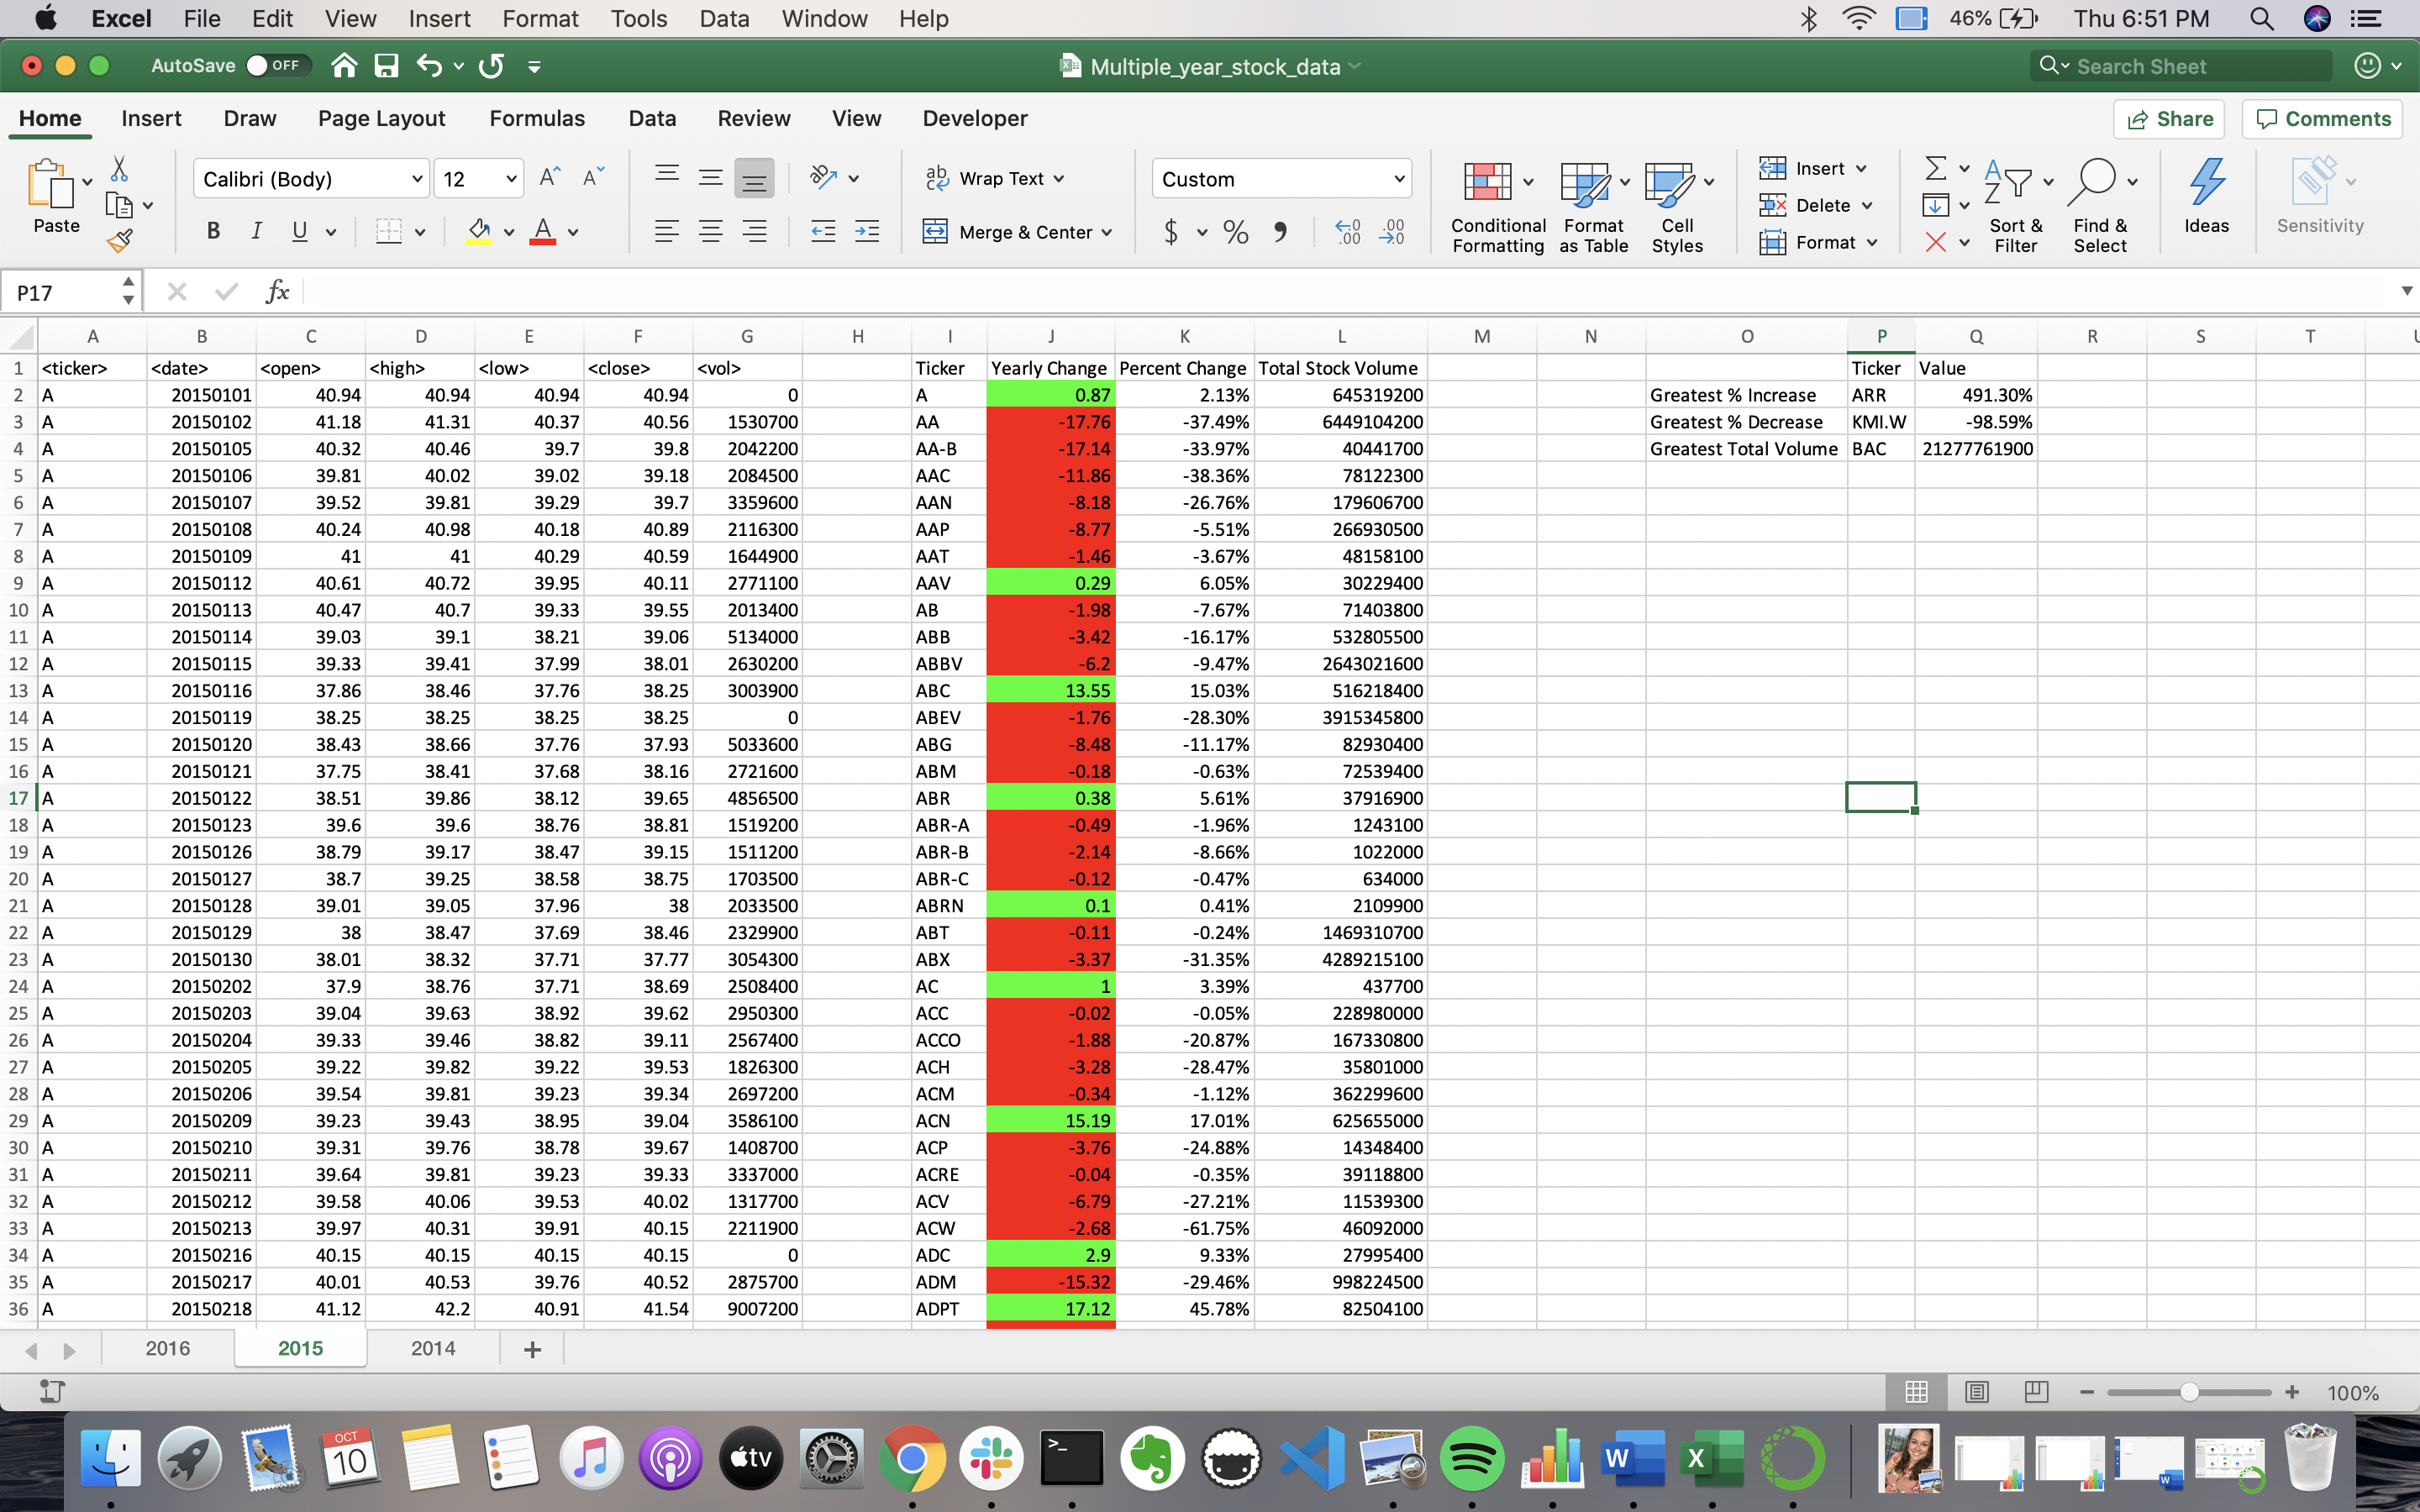 Excel File Edit View Insert Format Tools Data Window Help 46% Thu 6:51 PM
AutoSave OFF Multiple_year_stock_data Search Sheet
Home Insert Draw Page Layout Formulas Data Review View Developer Share Comments
Paste Calibri (Body) 12 Wrap Text Custom Insert
B I U Merge & Center $ % Delete
Conditional Formatting Format as Table Cell Styles Format Sort & Filter Find & Select Ideas Sensitivity
P17 fx
A B C D E F G H I J K L M N O P Q R S T
1 <ticker> <date> <open> <high> <low> <close> <vol> Ticker Yearly Change Percent Change Total Stock Volume Ticker Value
2 A 20150101 40.94 40.94 40.94 40.94 0 A 0.87 2.13% 645319200 Greatest % Increase ARR 491.30%
3 A 20150102 41.18 41.31 40.37 40.56 1530700 AA -17.76 -37.49% 6449104200 Greatest % Decrease KMI.W -98.59%
4 A 20150105 40.32 40.46 39.7 39.8 2042200 AA-B -17.14 -33.97% 40441700 Greatest Total Volume BAC 21277761900
5 A 20150106 39.81 40.02 39.02 39.18 2084500 AAC -11.86 -38.36% 78122300
6 A 20150107 39.52 39.81 39.29 39.7 3359600 AAN -8.18 -26.76% 179606700
7 A 20150108 40.24 40.98 40.18 40.89 2116300 AAP -8.77 -5.51% 266930500
8 A 20150109 41 41 40.29 40.59 1644900 AAT -1.46 -3.67% 48158100
9 A 20150112 40.61 40.72 39.95 40.11 2771100 AAV 0.29 6.05% 30229400
10 A 20150113 40.47 40.7 39.33 39.55 2013400 AB -1.98 -7.67% 71403800
11 A 20150114 39.03 39.1 38.21 39.06 5134000 ABB -3.42 -16.17% 532805500
12 A 20150115 39.33 39.41 37.99 38.01 2630200 ABBV -6.2 -9.47% 2643021600
13 A 20150116 37.86 38.46 37.76 38.25 3003900 ABC 13.55 15.03% 516218400
14 A 20150119 38.25 38.25 38.25 38.25 0 ABEV -1.76 -28.30% 3915345800
15 A 20150120 38.43 38.66 37.76 37.93 5033600 ABG -8.48 -11.17% 82930400
16 A 20150121 37.75 38.41 37.68 38.16 2721600 ABM -0.18 -0.63% 72539400
17 A 20150122 38.51 39.86 38.12 39.65 4856500 ABR 0.38 5.61% 37916900
18 A 20150123 39.6 39.6 38.76 38.81 1519200 ABR-A -0.49 -1.96% 1243100
19 A 20150126 38.79 39.17 38.47 39.15 1511200 ABR-B -2.14 -8.66% 1022000
20 A 20150127 38.7 39.25 38.58 38.75 1703500 ABR-C -0.12 -0.47% 634000
21 A 20150128 39.01 39.05 37.96 38 2033500 ABRN 0.1 0.41% 2109900
22 A 20150129 38 38.47 37.69 38.46 2329900 ABT -0.11 -0.24% 1469310700
23 A 20150130 38.01 38.32 37.71 37.77 3054300 ABX -3.37 -31.35% 4289215100
24 A 20150202 37.9 38.76 37.71 38.69 2508400 AC 1 3.39% 437700
25 A 20150203 39.04 39.63 38.92 39.62 2950300 ACC -0.02 -0.05% 228980000
26 A 20150204 39.33 39.46 38.82 39.11 2567400 ACCO -1.88 -20.87% 167330800
27 A 20150205 39.22 39.82 39.22 39.53 1826300 ACH -3.28 -28.47% 35801000
28 A 20150206 39.54 39.81 39.23 39.34 2697200 ACM -0.34 -1.12% 362299600
29 A 20150209 39.23 39.43 38.95 39.04 3586100 ACN 15.19 17.01% 625655000
30 A 20150210 39.31 39.76 38.78 39.67 1408700 ACP -3.76 -24.88% 14348400
31 A 20150211 39.64 39.81 39.23 39.33 3337000 ACRE -0.04 -0.35% 39118800
32 A 20150212 39.58 40.06 39.53 40.02 1317700 ACV -6.79 -27.21% 11539300
33 A 20150213 39.97 40.31 39.91 40.15 2211900 ACW -2.68 -61.75% 46092000
34 A 20150216 40.15 40.15 40.15 40.15 0 ADC 2.9 9.33% 27995400
35 A 20150217 40.01 40.53 39.76 40.52 2875700 ADM -15.32 -29.46% 998224500
36 A 20150218 41.12 42.2 40.91 41.54 9007200 ADPT 17.12 45.78% 82504100
2016 2015 2014 +
100%
OCT 10 tv W X